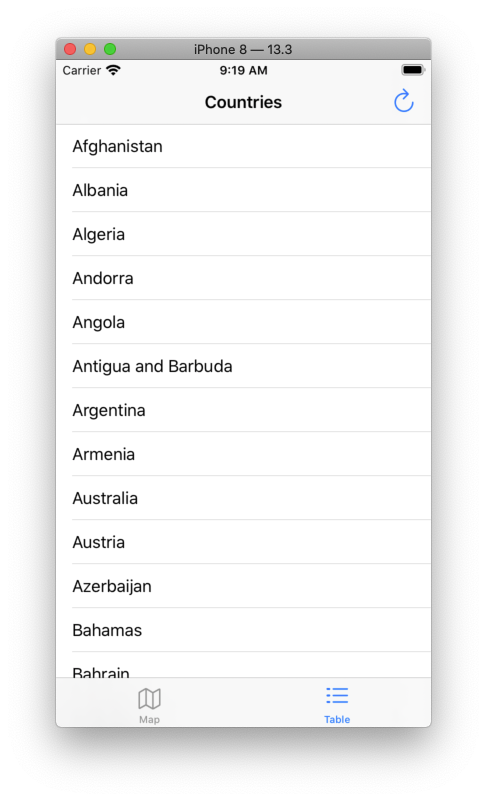 iPhone 8 — 13.3
Carrier 9:19 AM
Countries
Afghanistan
Albania
Algeria
Andorra
Angola
Antigua and Barbuda
Argentina
Armenia
Australia
Austria
Azerbaijan
Bahamas
Bahrain
Map Table